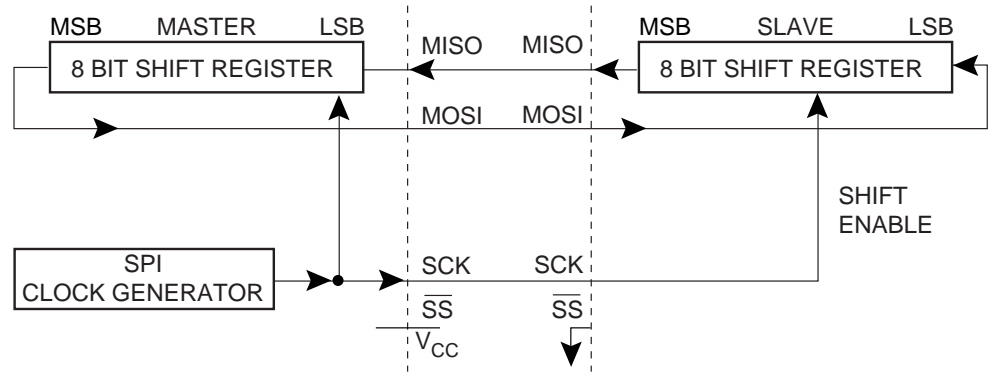 MSB MASTER LSB
8 BIT SHIFT REGISTER
MISO MISO
MSB SLAVE LSB
8 BIT SHIFT REGISTER
MOSI MOSI
SHIFT
ENABLE
SPI
CLOCK GENERATOR
SCK SCK
SS SS
VCC